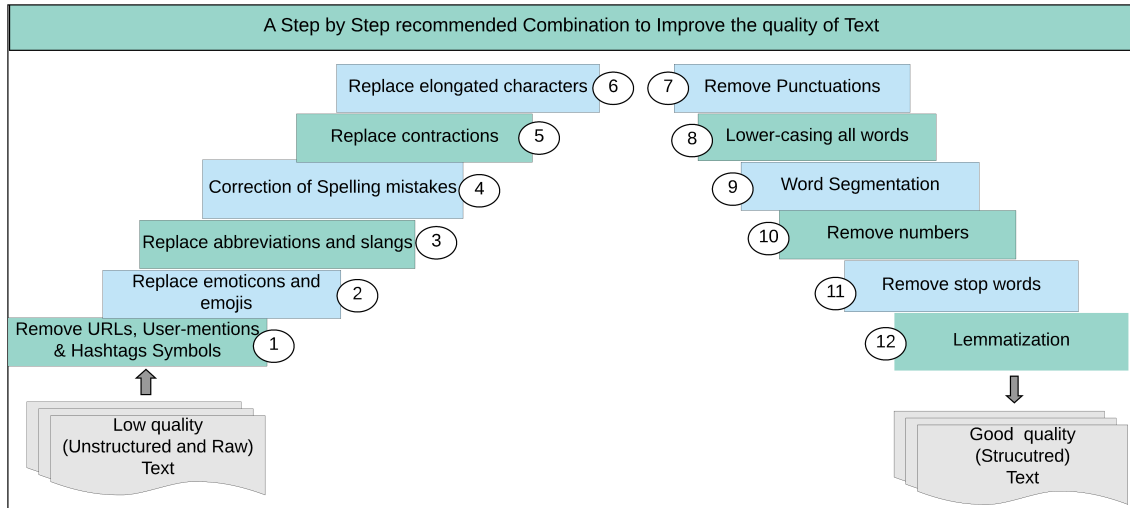 A Step by Step recommended Combination to Improve the quality of Text
Replace elongated characters
6
Replace contractions
5
Correction of Spelling mistakes
4
Replace abbreviations and slangs
3
Replace emoticons and
emojis
2
Remove URLs, User-mentions
& Hashtags Symbols
1
Low quality
(Unstructured and Raw)
Text
7
Remove Punctuations
8
Lower-casing all words
9
Word Segmentation
10
Remove numbers
11
Remove stop words
12
Lemmatization
Good quality
(Strucutred)
Text